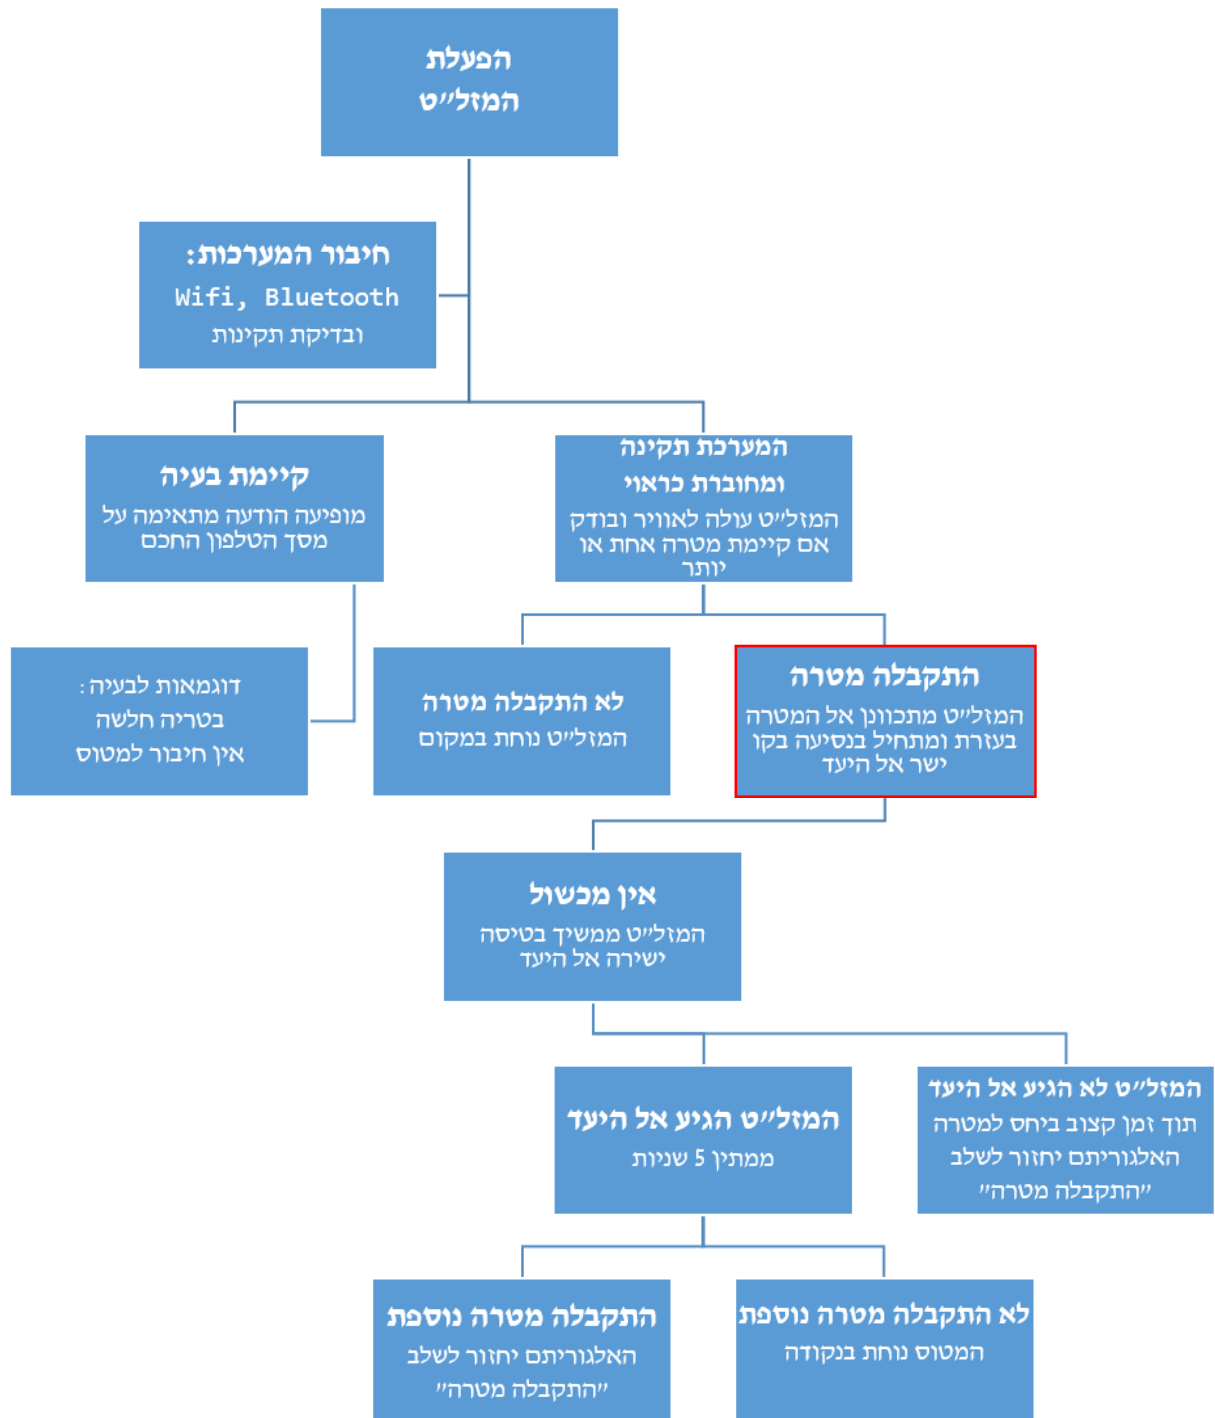 הפעלת
המזל״ט
חיבור המערכות:
Wifi, Bluetooth
ובדיקת תקינות
המערכת תקינה
ומחוברת כראוי
המזל״ט עולה לאוויר ובודק
אם קיימת מטרה אחת או
יותר
קיימת בעיה
מופיעה הודעה מתאימה על
מסך הטלפון החכם
התקבלה מטרה
המזל״ט מתכוונן אל המטרה
בעזרת ומתחיל בנסיעה בקו
ישר אל היעד
לא התקבלה מטרה
המזל״ט נוחת במקום
דוגמאות לבעיה:
בטריה חלשה
אין חיבור למטוס
אין מכשול
המזל״ט ממשיך בטיסה
ישירה אל היעד
המזל״ט לא הגיע אל היעד
תוך זמן קצוב ביחס למטרה
האלגוריתם יחזור לשלב
״התקבלה מטרה״
המזל״ט הגיע אל היעד
ממתין 5 שניות
לא התקבלה מטרה נוספת
המטוס נוחת בנקודה
התקבלה מטרה נוספת
האלגוריתם יחזור לשלב
״התקבלה מטרה״